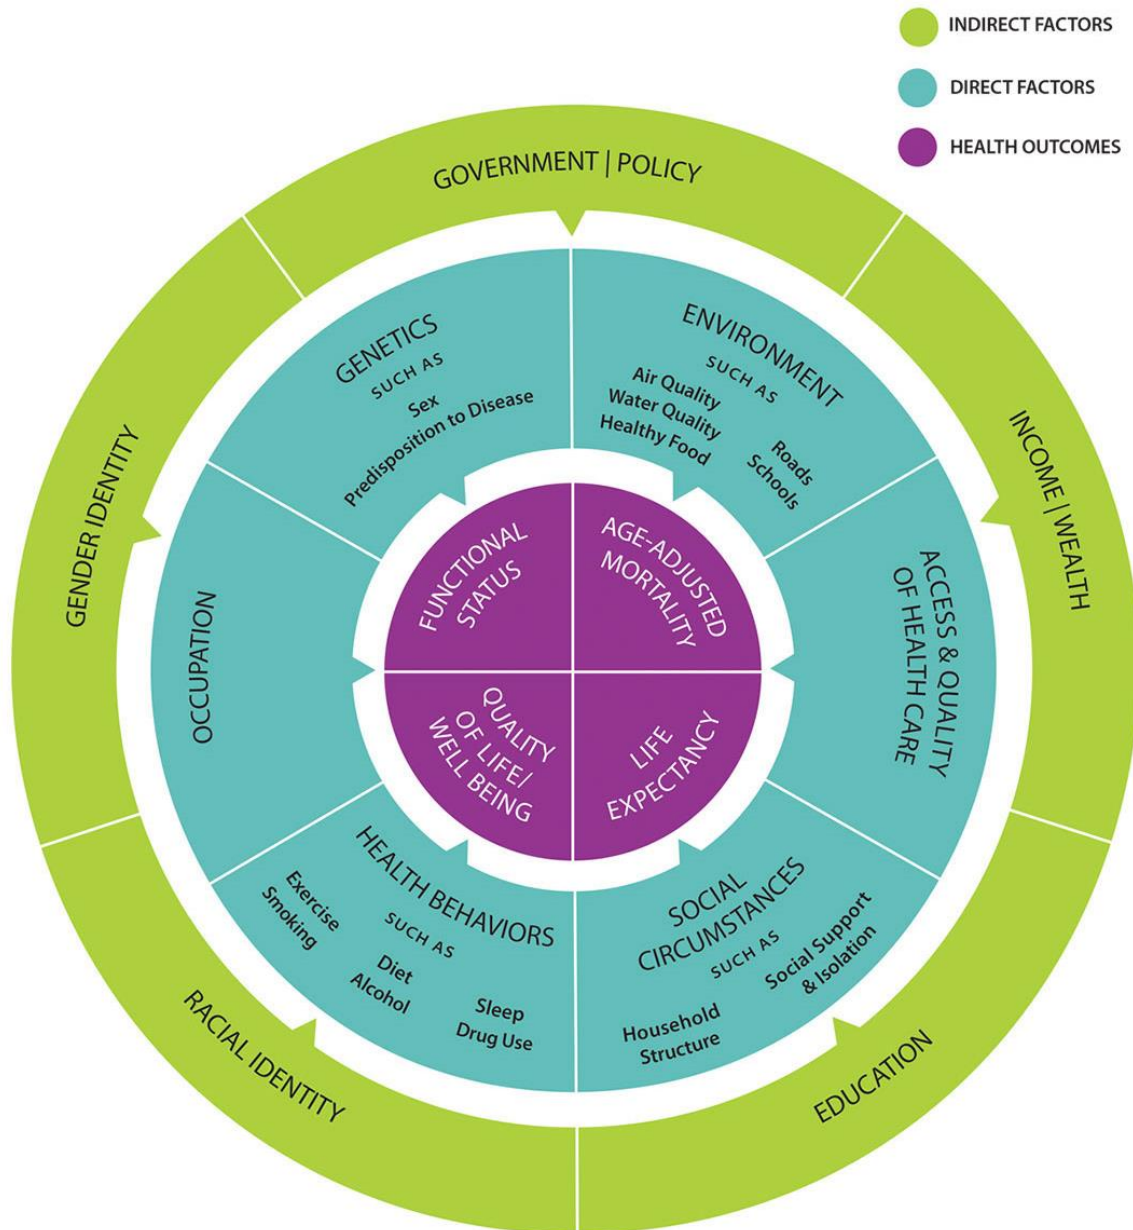 INDIRECT FACTORS
DIRECT FACTORS
HEALTH OUTCOMES
GOVERNMENT | POLICY
INCOME | WEALTH
EDUCATION
RACIAL IDENTITY
GENDER IDENTITY
GENETICS
SUCH AS
Sex
Predisposition to Disease
ENVIRONMENT
SUCH AS
Air Quality
Water Quality
Healthy Food
Roads
Schools
ACCESS & QUALITY
OF HEALTH CARE
SOCIAL
CIRCUMSTANCES
SUCH AS
Household
Structure
Social Support
& Isolation
HEALTH BEHAVIORS
SUCH AS
Exercise
Smoking
Diet
Alcohol
Sleep
Drug Use
OCCUPATION
FUNCTIONAL
STATUS
AGE-ADJUSTED
MORTALITY
LIFE
EXPECTANCY
QUALITY
OF LIFE/
WELL BEING